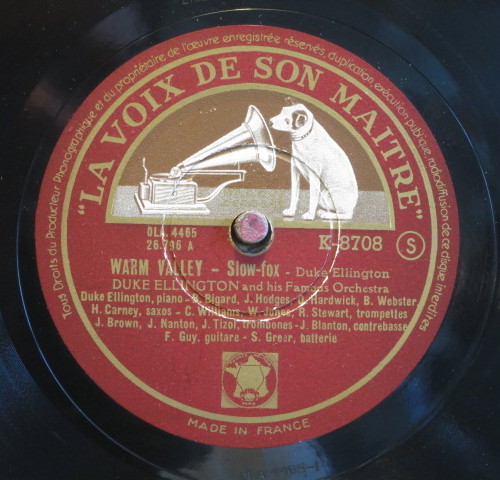 Tous Droits du Producteur Phonographique et du propriétaire de l'œuvre enregistrée réservés, duplication, exécution publique, radiodiffusion de ce disque interdites
"LA VOIX DE SON MAITRE"
OLA. 4465
26.796 A
K-8708 S
WARM VALLEY - Slow-fox - Duke Ellington
DUKE ELLINGTON and his Famous Orchestra
Duke Ellington, piano - B. Bigard, J. Hodges, O. Hardwick, B. Webster
H. Carney, saxos - C. Williams, W. Jones, R. Stewart, trompettes
J. Brown, J. Nanton, J. Tizol, trombones - J. Blanton, contrebasse
F. Guy, guitare - S. Greer, batterie
MADE IN FRANCE